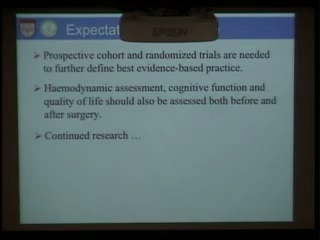 Expectat
EPSON
➤ Prospective cohort and randomized trials are needed
to further define best evidence-based practice.
➤ Haemodynamic assessment, cognitive function and
quality of life should also be assessed both before and
after surgery.
➤ Continued research ...